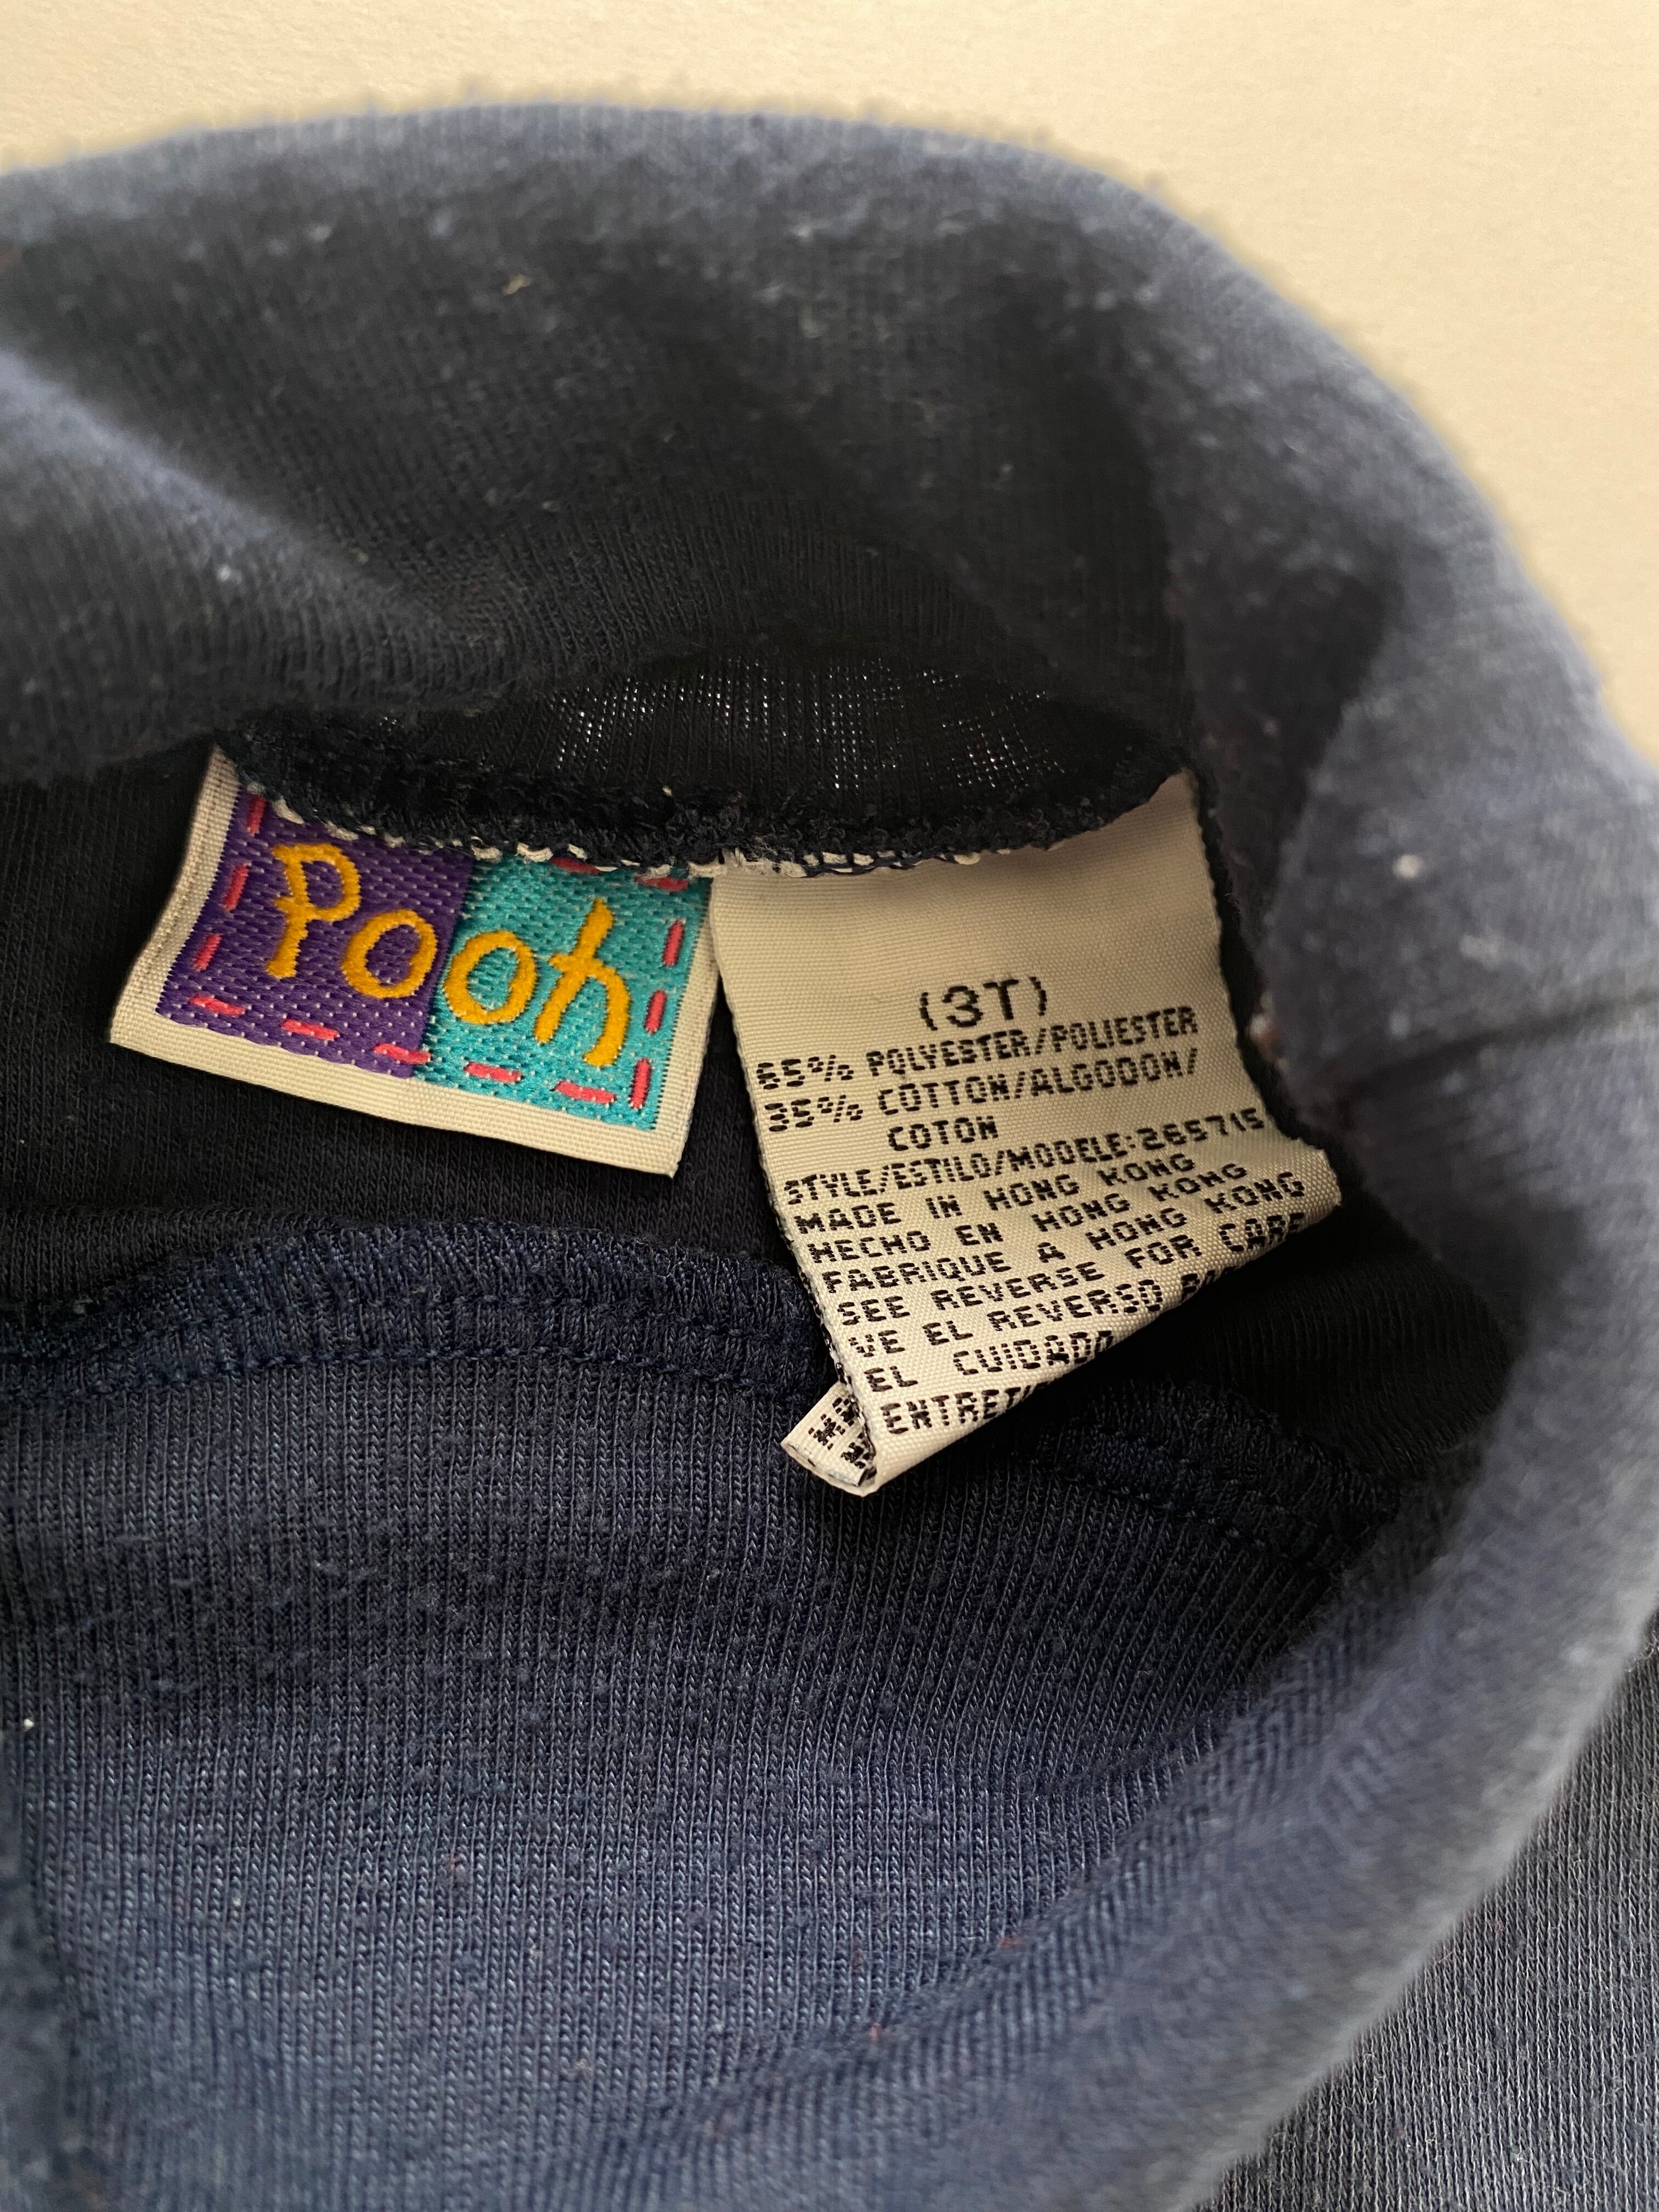 Pooh
(3T)
65% POLYESTER/POLIESTER
35% COTTON/ALGODON/
COTON
STYLE/ESTILO/MODELE:265715
MADE IN HONG KONG
HECHO EN HONG KONG
FABRIQUE A HONG KONG
SEE REVERSE FOR CARE
VE EL REVERSO
EL CUIDADO